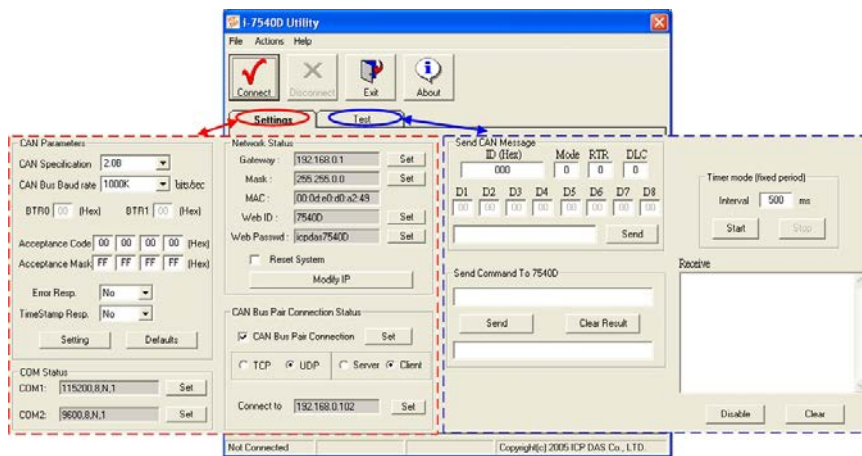 i-7540D Utility
File Actions Help
Connect Disconnect Exit About
Settings Test
CAN Parameters
CAN Specification 2.0B
CAN Bus Baud rate 1000K bits/sec
BTR0 00 (Hex) BTR1 00 (Hex)
Acceptance Code 00 00 00 00 (Hex)
Acceptance Mask FF FF FF FF (Hex)
Error Resp. No
TimeStamp Resp. No
Setting Defaults
COM Status
COM1: 115200,8,N,1 Set
COM2: 9600,8,N,1 Set
Network Status
Gateway : 192.168.0.1 Set
Mask : 255.255.0.0 Set
MAC : 00:0d:e0:d0:a2:49
Web ID : 7540D Set
Web Passwd : icpdas7540D Set
Reset System
Modify IP
CAN Bus Pair Connection Status
CAN Bus Pair Connection Set
TCP UDP Server Client
Connect to 192.168.0.102 Set
Send CAN Message
ID (Hex) Mode RTR DLC
000 0 0 0
D1 D2 D3 D4 D5 D6 D7 D8
00 00 00 00 00 00 00 00
Send
Send Command To 7540D
Send Clear Result
Timer mode (fixed period)
Interval 500 ms
Start Stop
Receive
Disable Clear
Not Connected Copyright(c) 2005 ICP DAS Co., LTD.